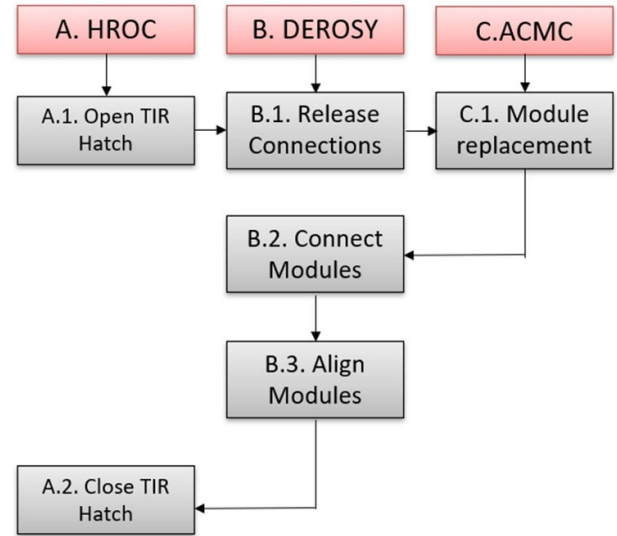 A. HROC
B. DEROSY
C.ACMC
A.1. Open TIR
Hatch
B.1. Release
Connections
C.1. Module
replacement
B.2. Connect
Modules
B.3. Align
Modules
A.2. Close TIR
Hatch